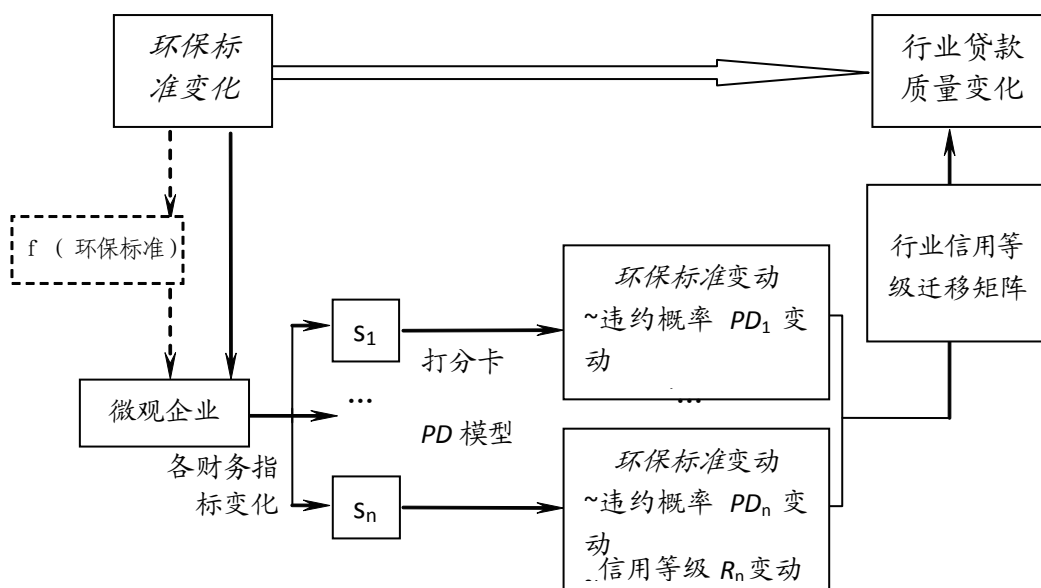 环保标
准变化
行业贷款
质量变化
f （ 环保标准）
行业信用等
级迁移矩阵
环保标准变动
~违约概率 PD1 变
动
S1
打分卡
...
...
微观企业
PD 模型
各财务指
标变化
Sn
环保标准变动
~违约概率 PDn 变
动
~信用等级 Rn变动